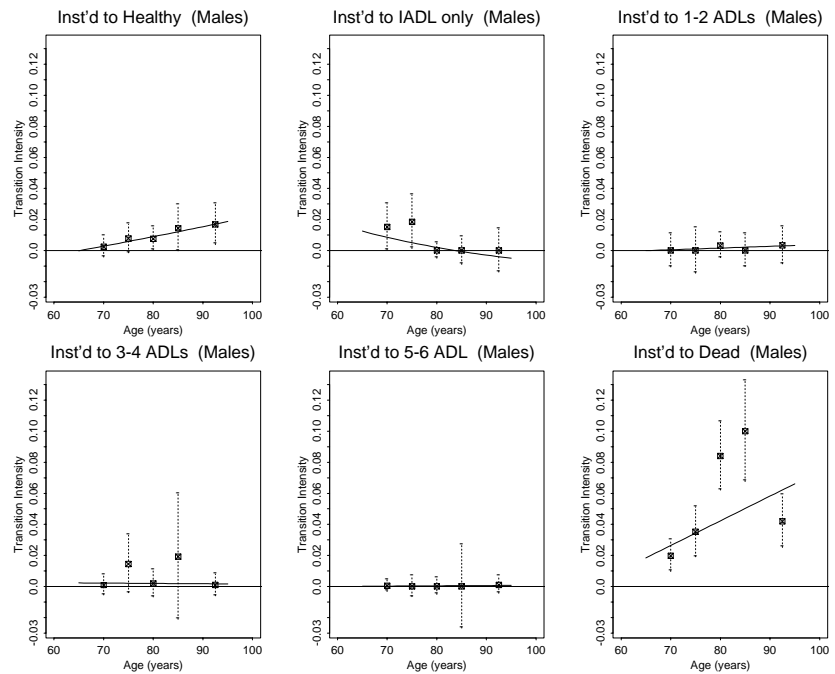 Inst'd to Healthy (Males)
Transition Intensity
-0.03 0.0 0.02 0.04 0.06 0.08 0.10 0.12
60 70 80 90 100
Age (years)
Inst'd to IADL only (Males)
Transition Intensity
-0.03 0.0 0.02 0.04 0.06 0.08 0.10 0.12
60 70 80 90 100
Age (years)
Inst'd to 1-2 ADLs (Males)
Transition Intensity
-0.03 0.0 0.02 0.04 0.06 0.08 0.10 0.12
60 70 80 90 100
Age (years)
Inst'd to 3-4 ADLs (Males)
Transition Intensity
-0.03 0.0 0.02 0.04 0.06 0.08 0.10 0.12
60 70 80 90 100
Age (years)
Inst'd to 5-6 ADL (Males)
Transition Intensity
-0.03 0.0 0.02 0.04 0.06 0.08 0.10 0.12
60 70 80 90 100
Age (years)
Inst'd to Dead (Males)
Transition Intensity
-0.03 0.0 0.02 0.04 0.06 0.08 0.10 0.12
60 70 80 90 100
Age (years)